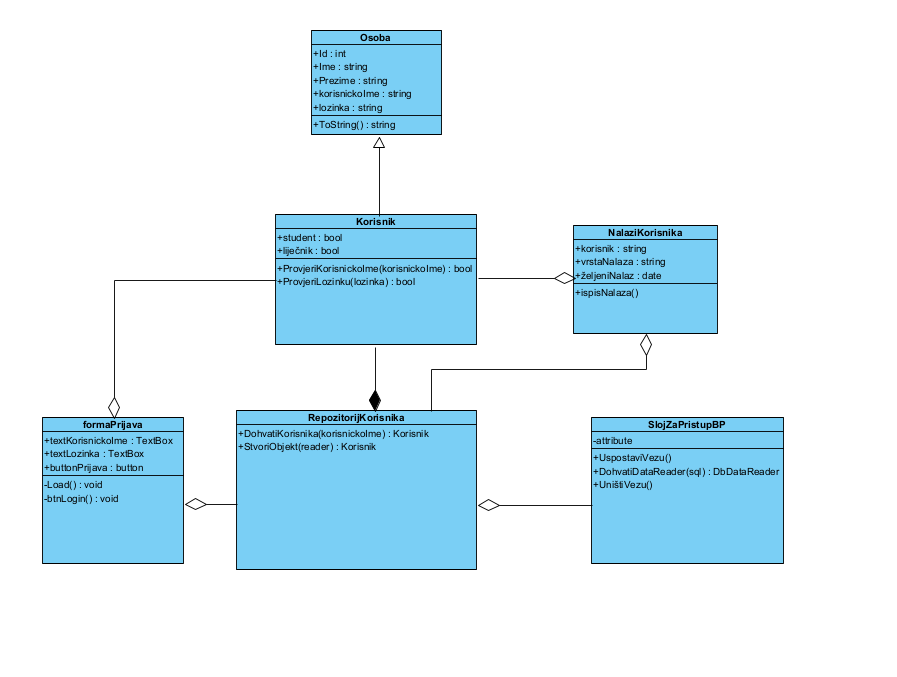 Osoba
+Id : int
+Ime : string
+Prezime : string
+korisnickoIme : string
+lozinka : string
+ToString() : string
Korisnik
+student : bool
+liječnik : bool
+ProvjeriKorisnickoIme(korisnickoIme) : bool
+ProvjeriLozinku(lozinka) : bool
NalaziKorisnika
+korisnik : string
+vrstaNalaza : string
+željeniNalaz : date
+ispisNalaza()
formaPrijava
+textKorisnickoIme : TextBox
+textLozinka : TextBox
+buttonPrijava : button
-Load() : void
-btnLogin() : void
RepozitorijKorisnika
+DohvatiKorisnika(korisnickoIme) : Korisnik
+StvoriObjekt(reader) : Korisnik
SlojZaPristupBP
-attribute
+UspostaviVezu()
+DohvatiDataReader(sql) : DbDataReader
+UništiVezu()